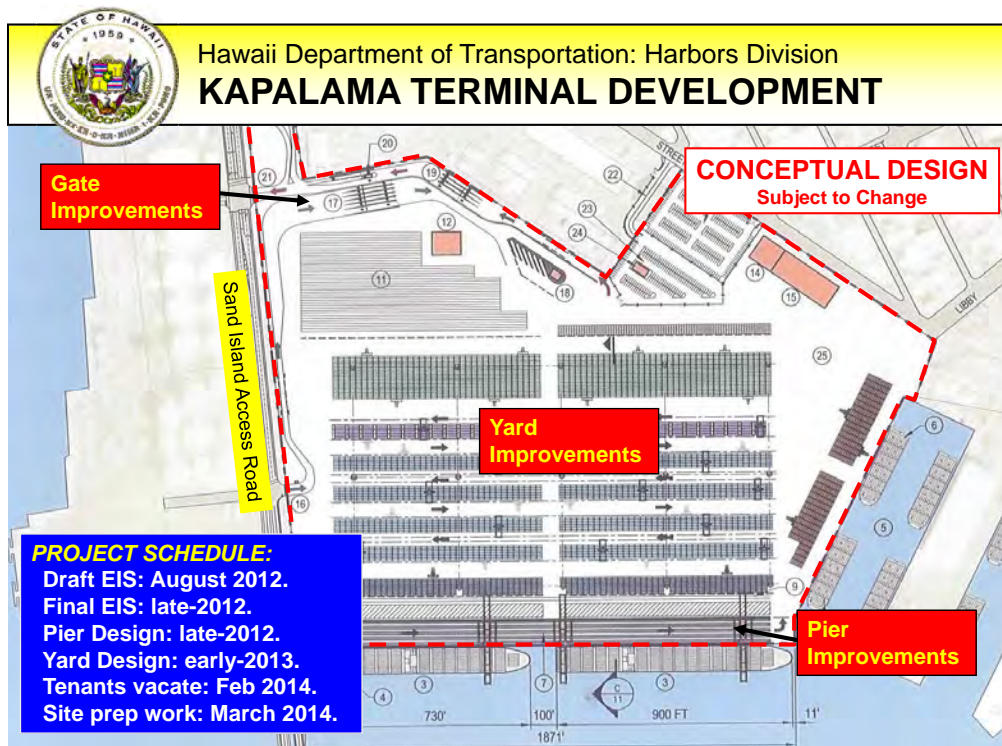 STATE OF HAWAII
1959
Hawaii Department of Transportation: Harbors Division
KAPALAMA TERMINAL DEVELOPMENT
20
21
19
22
Gate
Improvements
CONCEPTUAL DESIGN
Subject to Change
17
12
23
24
14
11
18
15
LIBBY
Sand Island Access Road
25
Yard
Improvements
6
5
16
PROJECT SCHEDULE:
Draft EIS: August 2012.
Final EIS: late-2012.
Pier Design: late-2012.
Yard Design: early-2013.
Tenants vacate: Feb 2014.
Site prep work: March 2014.
9
Pier
Improvements
3
4
7
3
C
11
730'
100'
900 FT
11'
1871'